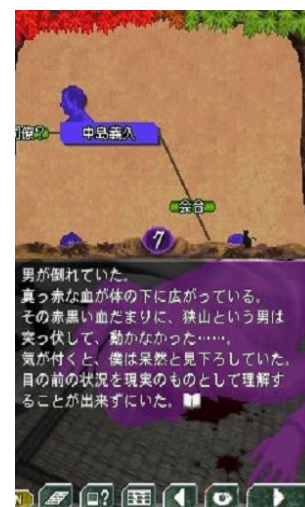 同僚?
中島義久
会合
7
男が倒れていた。
真っ赤な血が体の下に広がっている。
その赤黒い血だまりに、狭山という男は
突っ伏して、動かなかった……。
気が付くと、僕は呆然と見下ろしていた。
目の前の状況を現実のものとして理解す
ることが出来ずにいた。
?